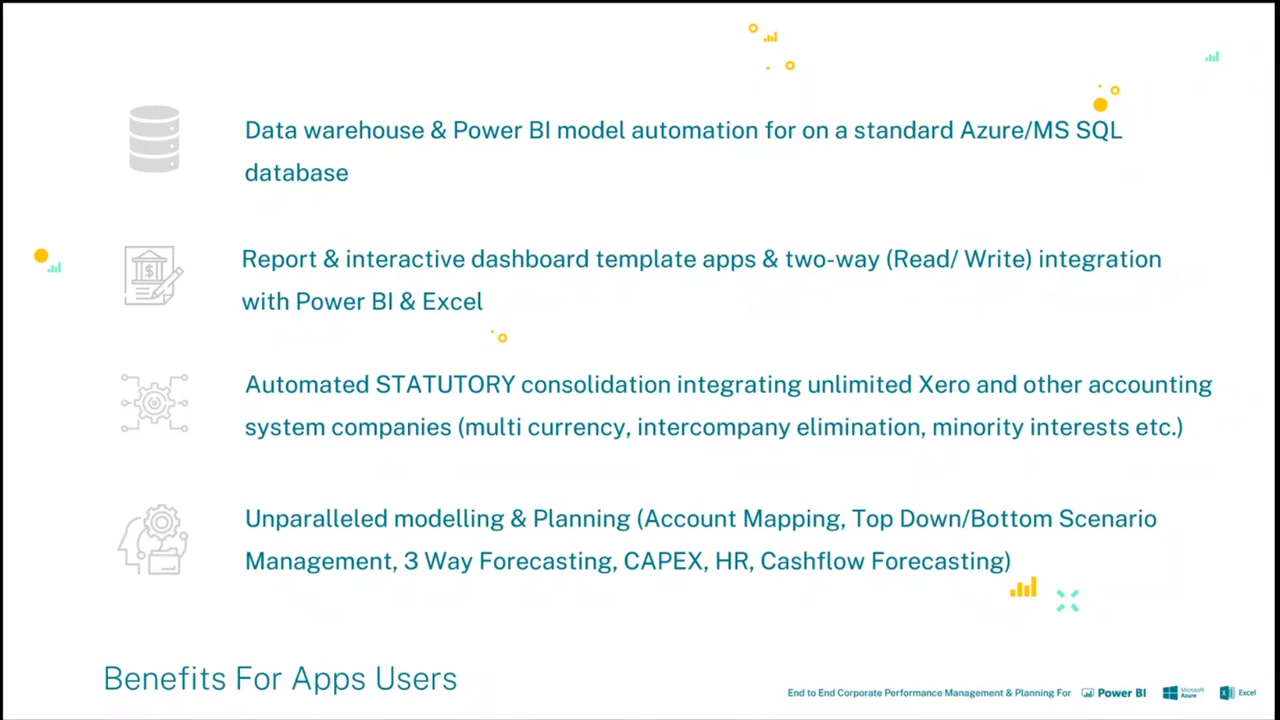 Data warehouse & Power BI model automation for on a standard Azure/MS SQL
database
Report & interactive dashboard template apps & two-way (Read/ Write) integration
with Power BI & Excel
Automated STATUTORY consolidation integrating unlimited Xero and other accounting
system companies (multi currency, intercompany elimination, minority interests etc.)
Unparalleled modelling & Planning (Account Mapping, Top Down/Bottom Scenario
Management, 3 Way Forecasting, CAPEX, HR, Cashflow Forecasting)
Benefits For Apps Users
End to End Corporate Performance Management & Planning For Power BI Microsoft Azure Excel